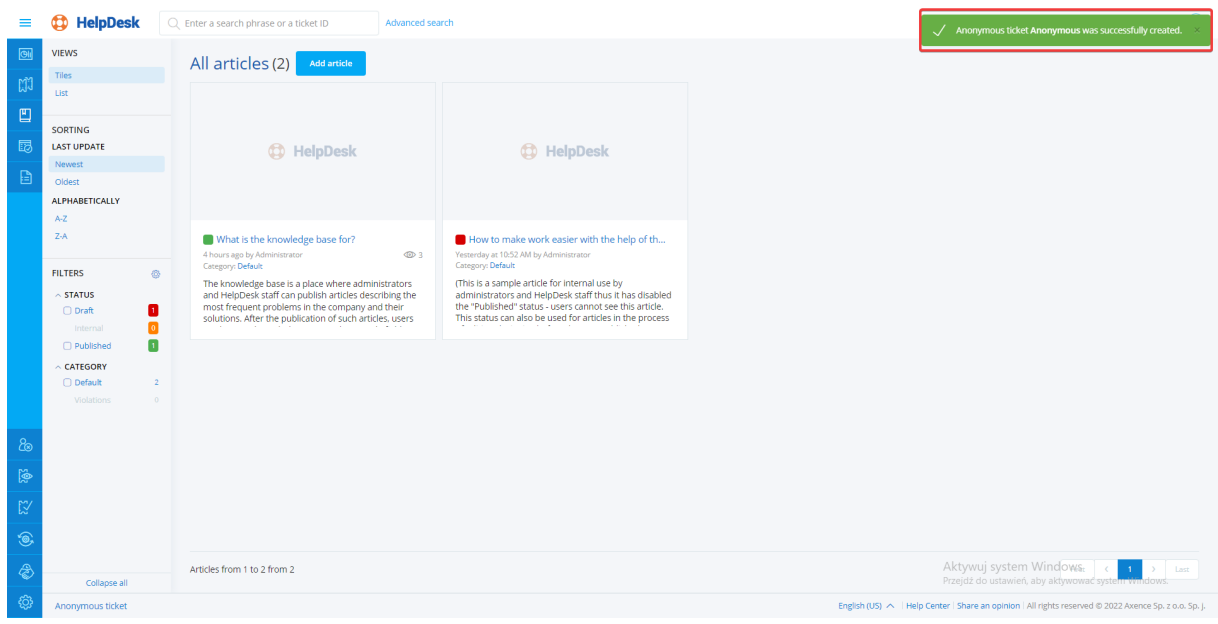 HelpDesk
Enter a search phrase or a ticket ID
Advanced search
Anonymous ticket Anonymous was successfully created.
VIEWS
Tiles
List
SORTING
LAST UPDATE
Newest
Oldest
ALPHABETICALLY
A-Z
Z-A
FILTERS
STATUS
Draft 1
Internal 0
Published 1
CATEGORY
Default 2
Violations 0
Collapse all
All articles (2)
Add article
HelpDesk
What is the knowledge base for?
4 hours ago by Administrator 3
Category: Default
The knowledge base is a place where administrators
and HelpDesk staff can publish articles describing the
most frequent problems in the company and their
solutions. After the publication of such articles, users
HelpDesk
How to make work easier with the help of th...
Yesterday at 10:52 AM by Administrator
Category: Default
(This is a sample article for internal use by
administrators and HelpDesk staff thus it has disabled
the "Published" status - users cannot see this article.
This status can also be used for articles in the process
Articles from 1 to 2 from 2
1
Last
Aktywuj system Windows
Przejdź do ustawień, aby aktywować system Windows.
Anonymous ticket
English (US)
Help Center
Share an opinion
All rights reserved © 2022 Axence Sp. z o.o. Sp. j.